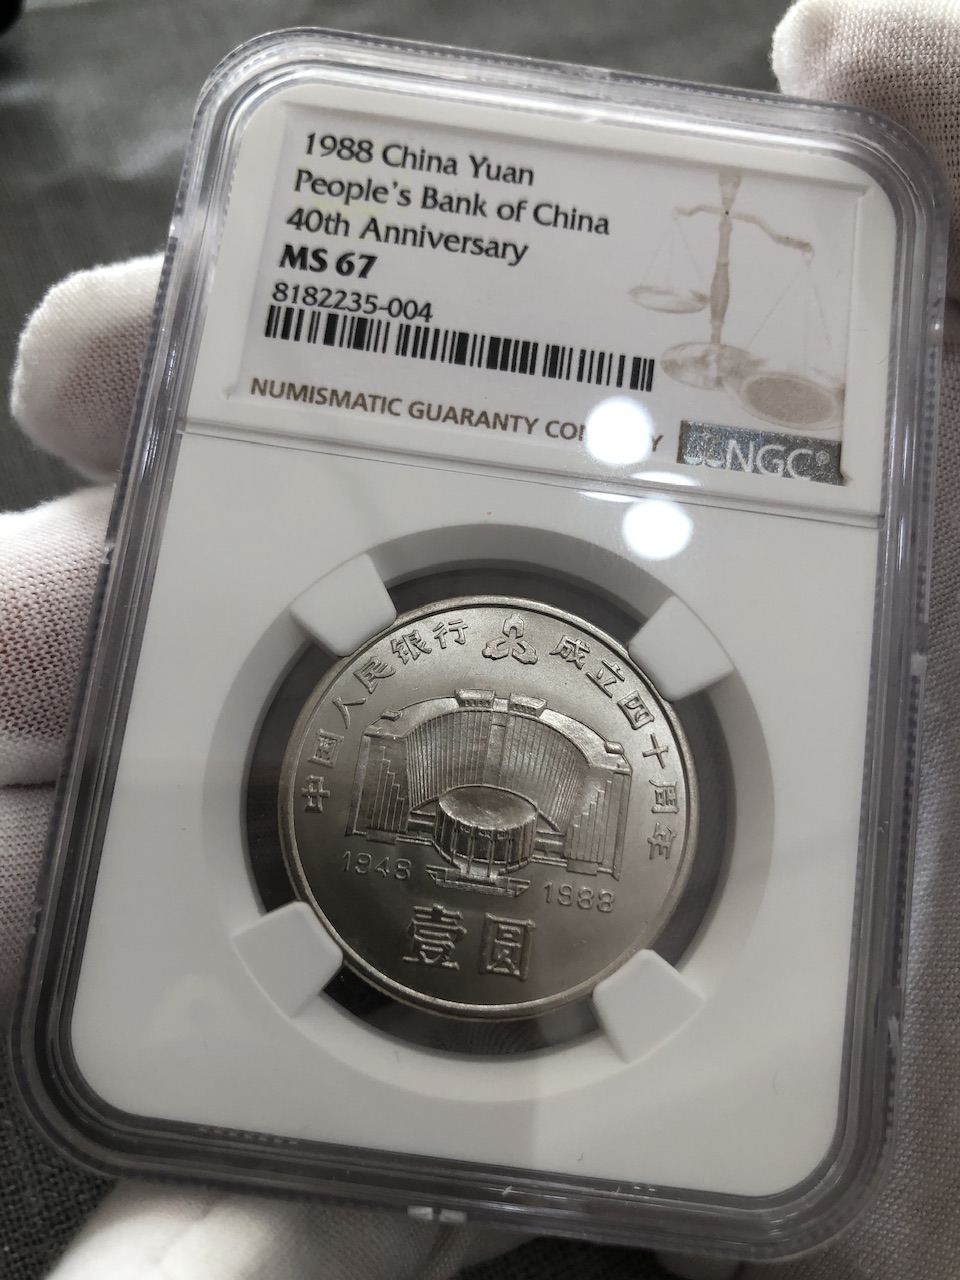 1988 China Yuan
People's Bank of China
40th Anniversary
MS 67
8182235-004
NUMISMATIC GUARANTY COMPANY
NGC®
中国人民银行 成立四十周年
1948 1988
壹圆